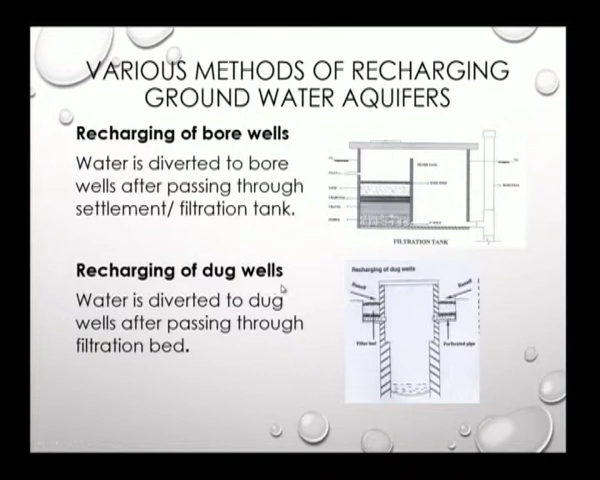 VARIOUS METHODS OF RECHARGING
GROUND WATER AQUIFERS
Recharging of bore wells
Water is diverted to bore
wells after passing through
settlement/ filtration tank.
FILTRATION TANK
Recharging of dug wells
Water is diverted to dug
wells after passing through
filtration bed.
Recharging of dug wells
Runoff
Runoff
Filter bed
Perforated pipe